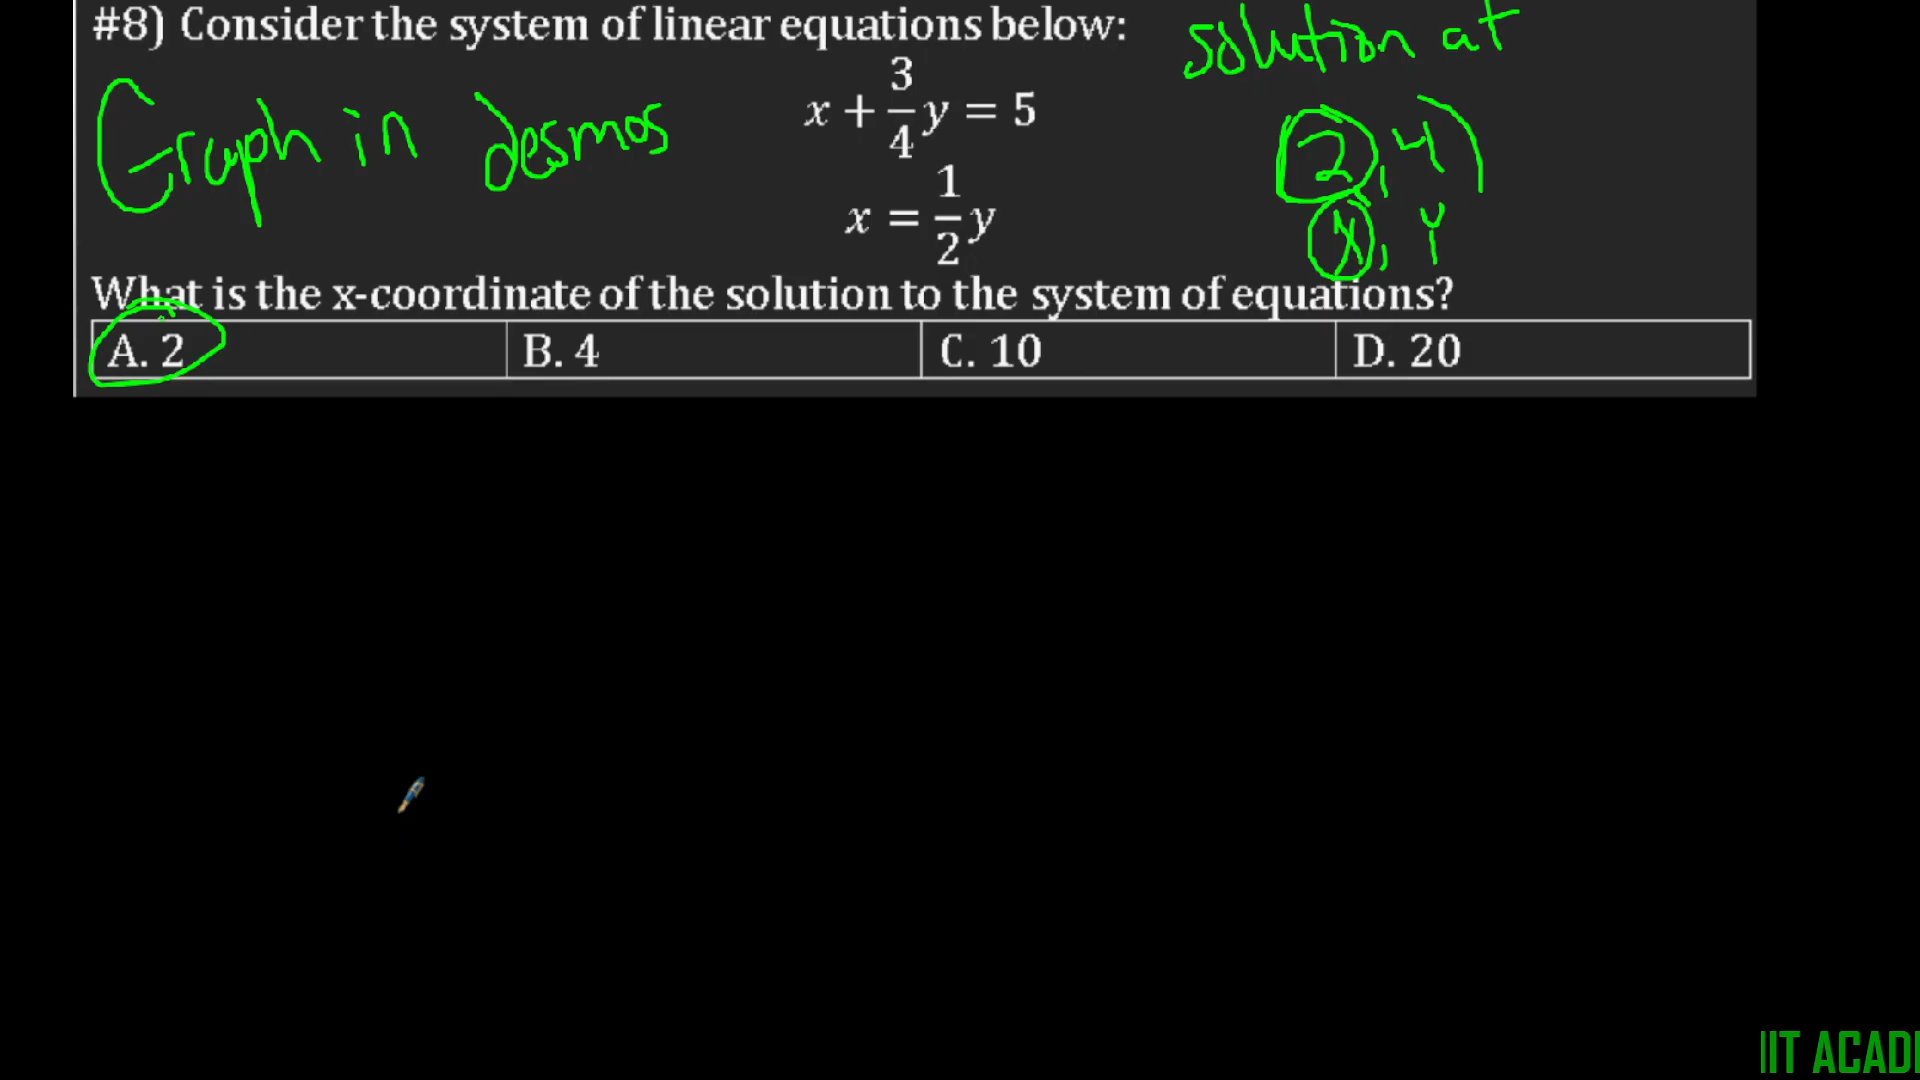 #8) Consider the system of linear equations below:
solution at
Graph in desmos
x + 3/4 y = 5
2, 4)
x = 1/2 y
x, y
What is the x-coordinate of the solution to the system of equations?
A. 2
B. 4
C. 10
D. 20
IIT ACAD